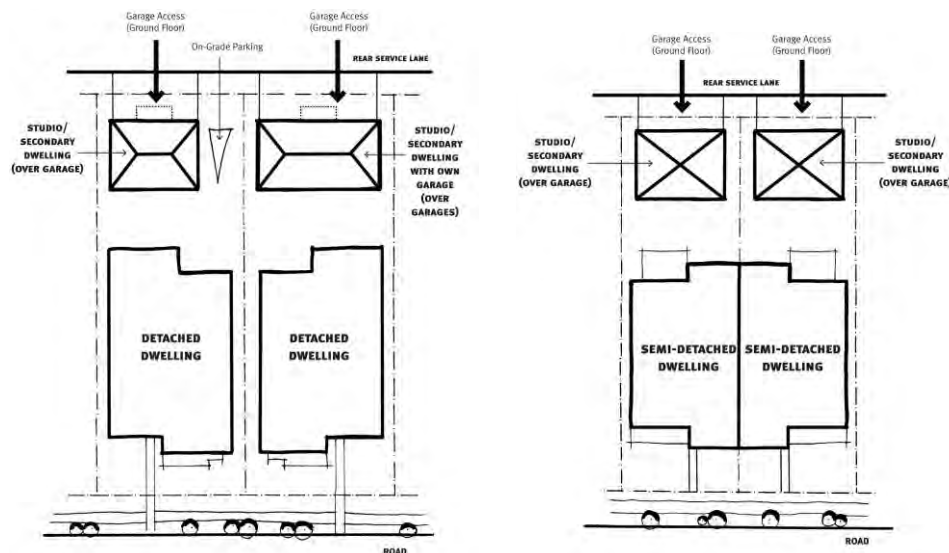 Garage Access
(Ground Floor)
Garage Access
(Ground Floor)
On-Grade Parking
REAR SERVICE LANE
STUDIO/
SECONDARY
DWELLING
(OVER GARAGE)
STUDIO/
SECONDARY
DWELLING
WITH OWN
GARAGE
(OVER
GARAGES)
DETACHED
DWELLING
DETACHED
DWELLING
ROAD
Garage Access
(Ground Floor)
Garage Access
(Ground Floor)
REAR SERVICE LANE
STUDIO/
SECONDARY
DWELLING
(OVER GARAGE)
STUDIO/
SECONDARY
DWELLING
(OVER GARAGE)
SEMI-DETACHED
DWELLING
SEMI-DETACHED
DWELLING
ROAD